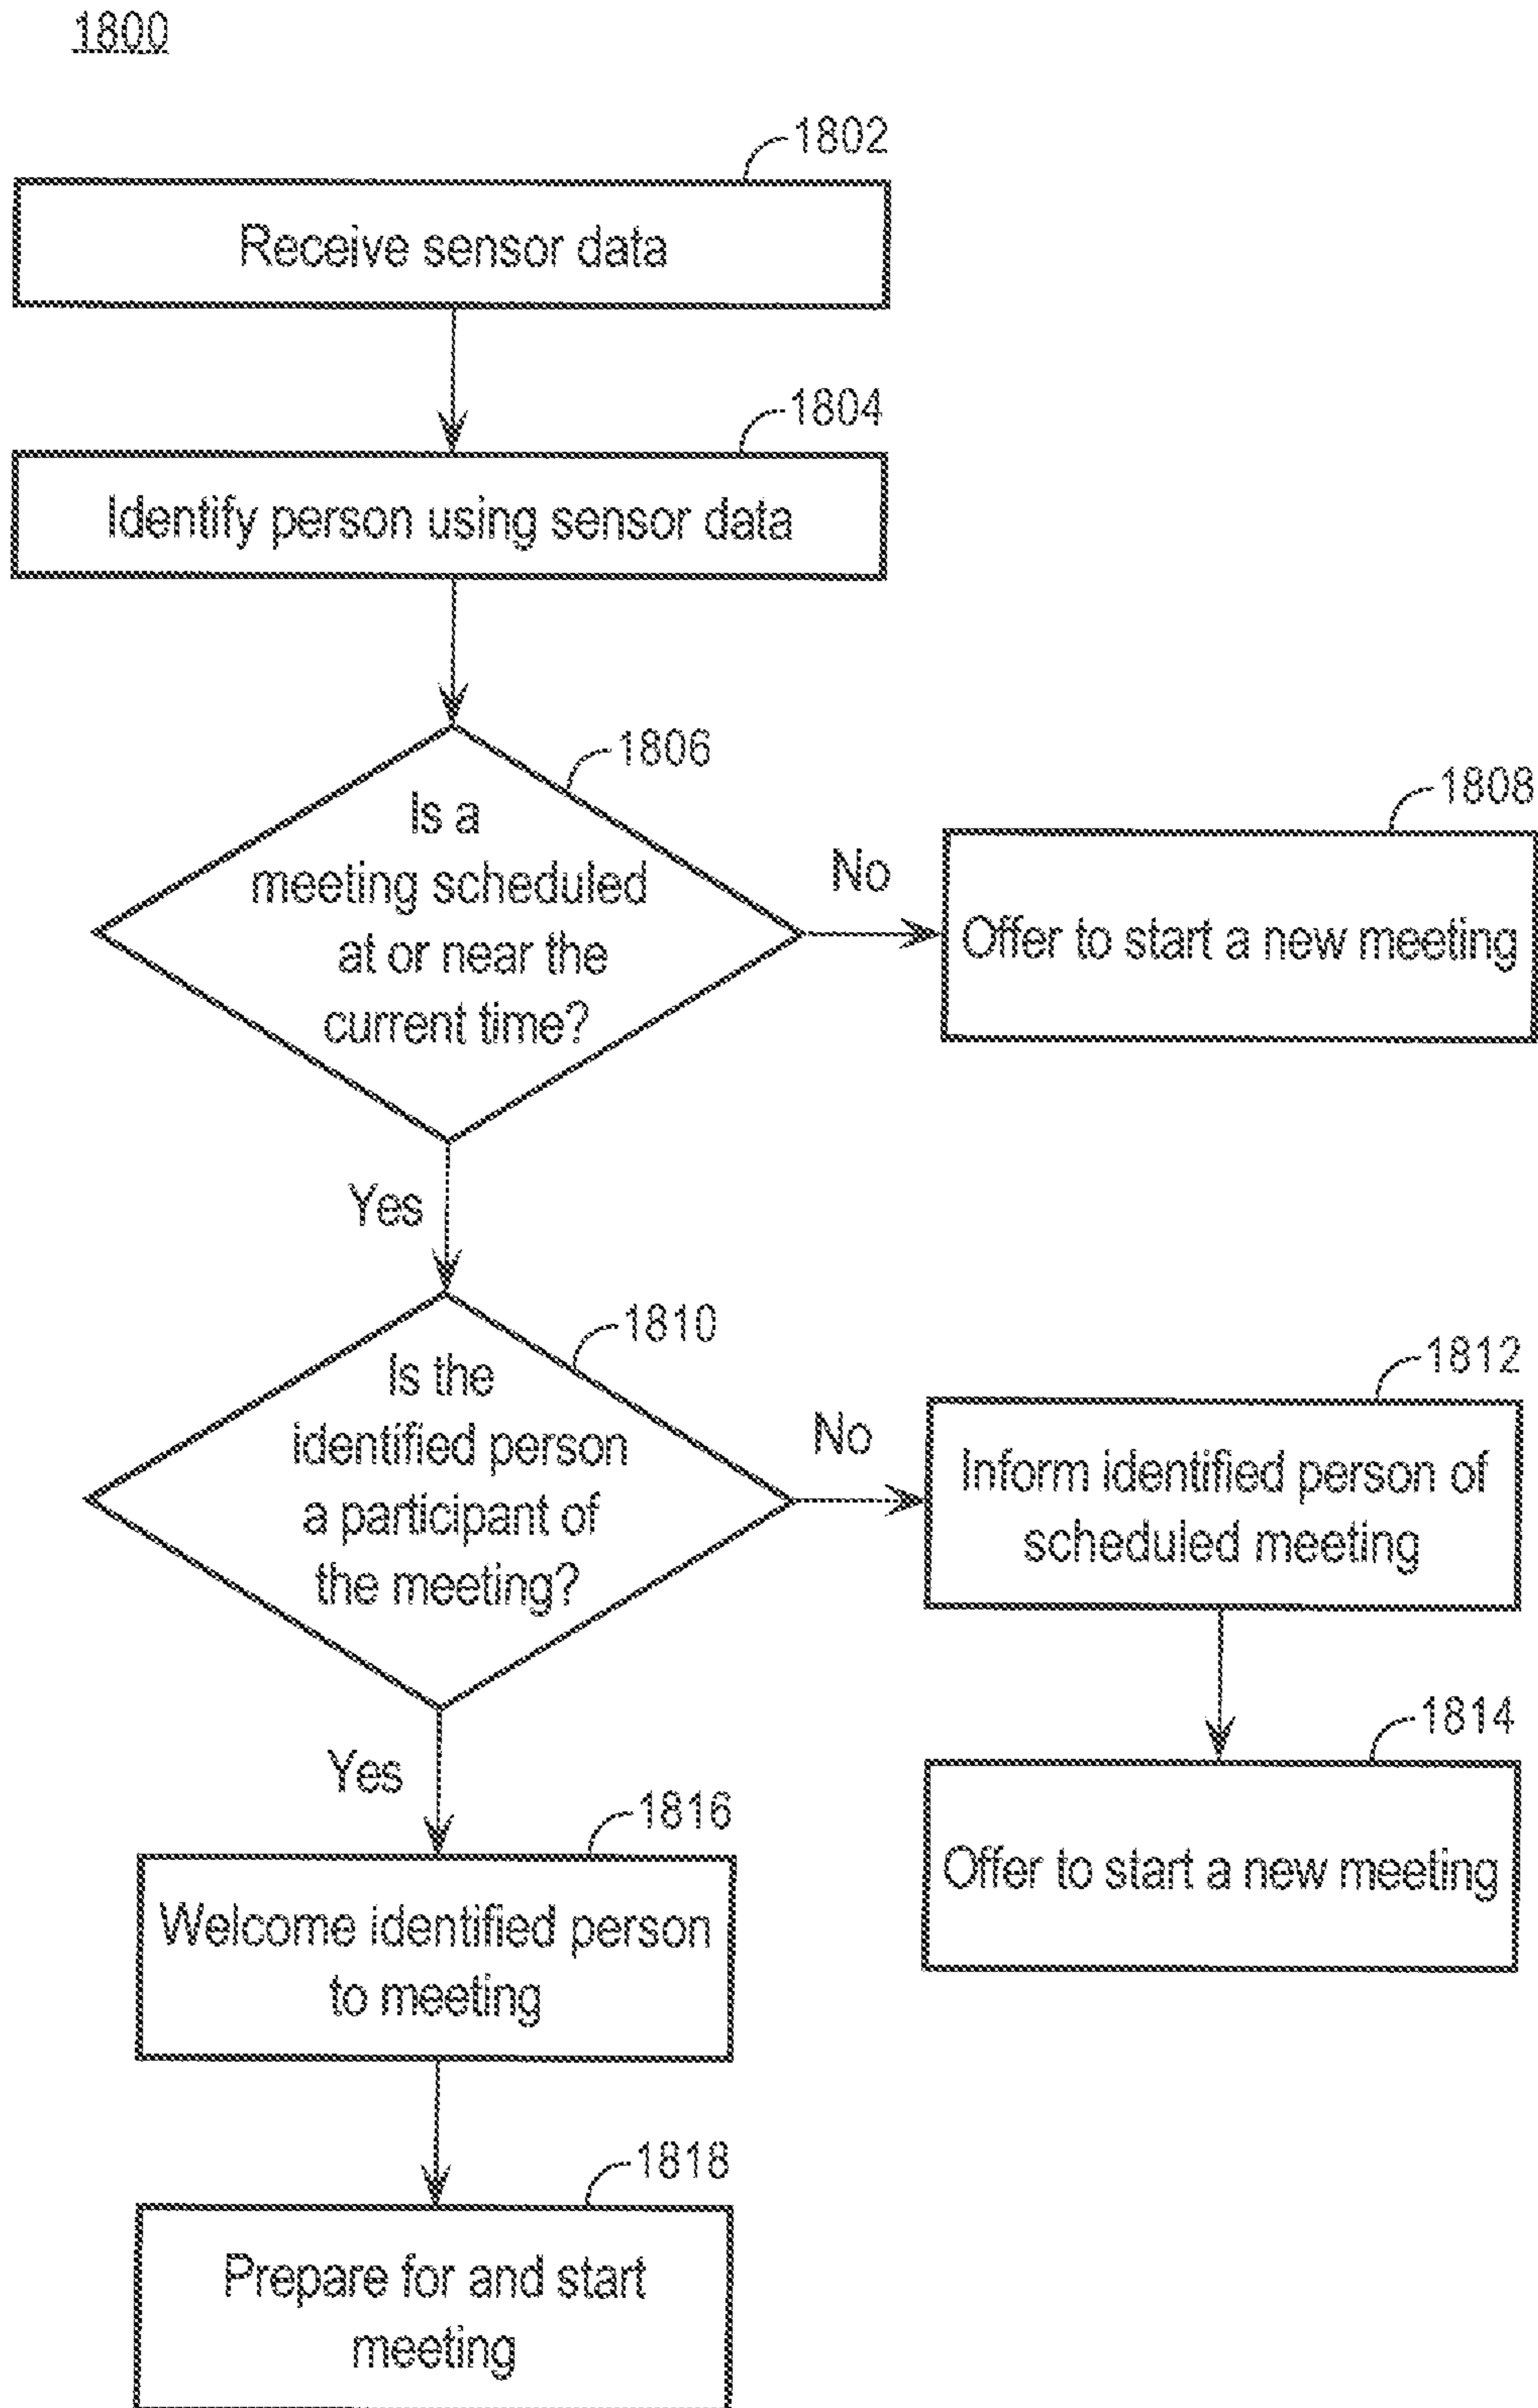 1800
1802
Receive sensor data
1804
Identify person using sensor data
1806
Is a
meeting scheduled
at or near the
current time?
No
1808
Offer to start a new meeting
Yes
1810
Is the
identified person
a participant of
the meeting?
No
1812
Inform identified person of
scheduled meeting
1814
Offer to start a new meeting
Yes
1816
Welcome identified person
to meeting
1818
Prepare for and start
meeting